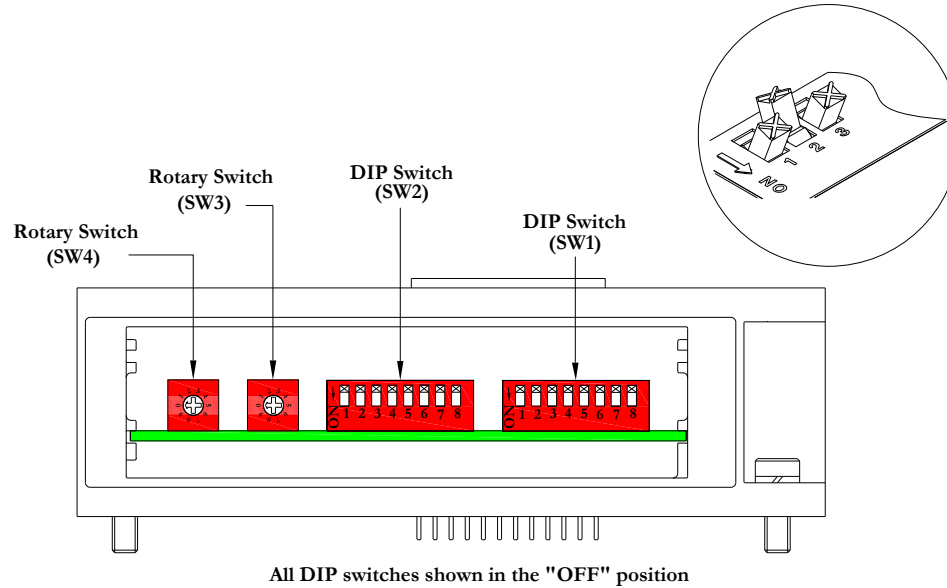 1
2
3
NO
Rotary Switch
(SW4)
Rotary Switch
(SW3)
DIP Switch
(SW2)
DIP Switch
(SW1)
ON
1 2 3 4 5 6 7 8
ON
1 2 3 4 5 6 7 8
All DIP switches shown in the "OFF" position